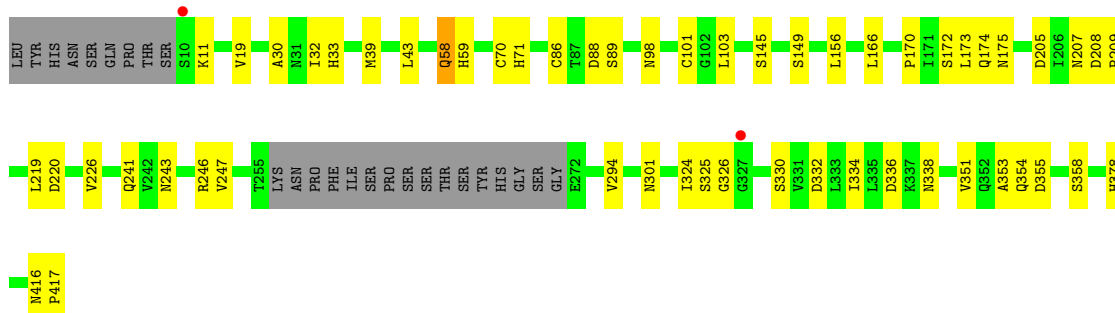 LEU TYR HIS ASN SER GLN PRO THR SER S10 K11 V19 A30 N31 I32 H33 M39 L43 Q58 H59 C70 H71 C86 T87 D88 S89 N98 C101 G102 L103 S145 S149 L156 L166 P170 I171 S172 L173 Q174 N175 D205 I206 N207 D208
L219 D220 V226 Q241 V242 N243 R246 V247 T255 LYS ASN PRO PHE ILE SER PRO PRO SER SER THR SER TYR HIS GLY SER GLY E272 V294 N301 I324 S325 G326 G327 S330 V331 D332 L333 I334 L335 D336 K337 N338 V351 Q352 A353 Q354 D355 S358 H378
N416 P417